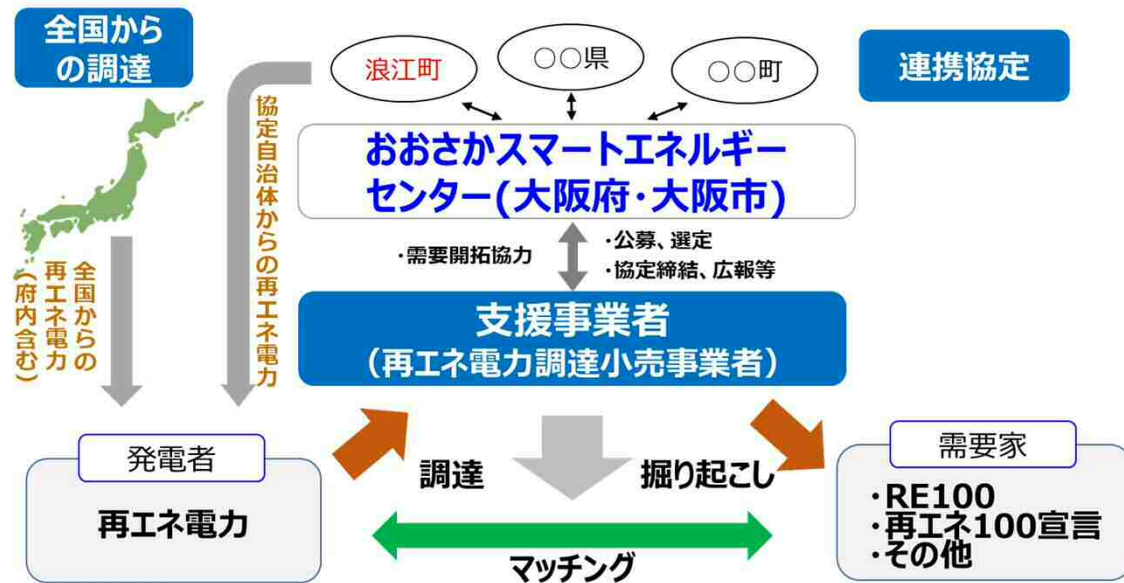 全国から
の調達
浪江町
○○県
○○町
連携協定
おおさかスマートエネルギー
センター(大阪府・大阪市)
協定自治体からの再エネ電力
・需要開拓協力
・公募、選定
・協定締結、広報等
全国からの
再エネ電力
(府内含む)
支援事業者
(再エネ電力調達小売事業者)
発電者
再エネ電力
調達
掘り起こし
マッチング
需要家
・RE100
・再エネ100宣言
・その他